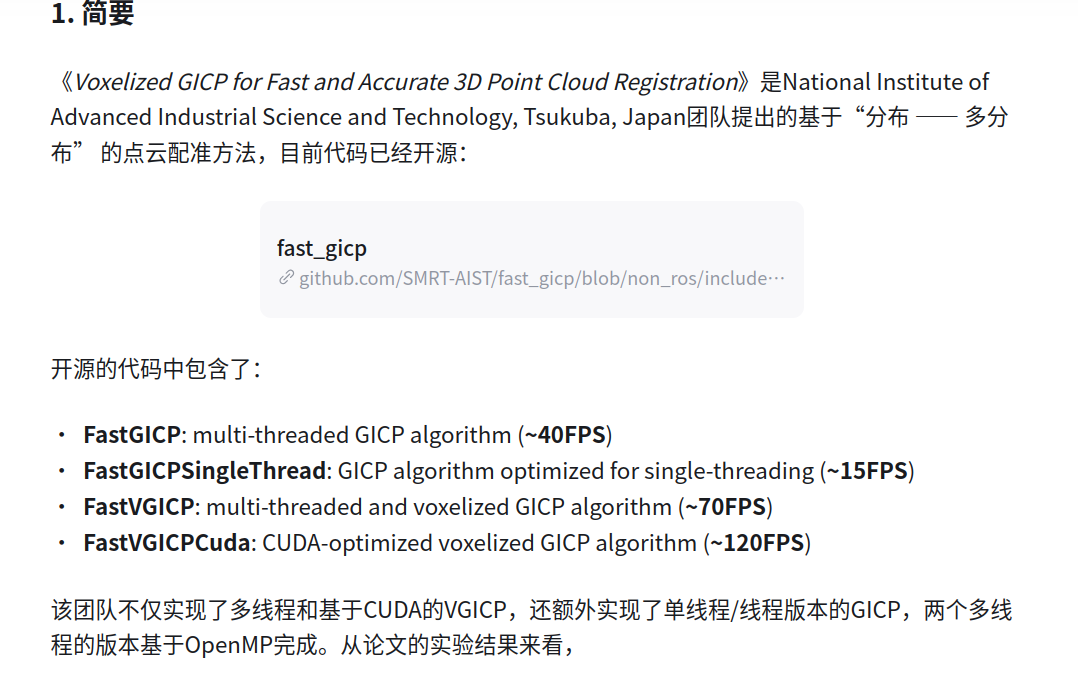 1. 简要
《Voxelized GICP for Fast and Accurate 3D Point Cloud Registration》是National Institute of
Advanced Industrial Science and Technology, Tsukuba, Japan团队提出的基于“分布 —— 多分
布” 的点云配准方法，目前代码已经开源：
fast_gicp
github.com/SMRT-AIST/fast_gicp/blob/non_ros/include···
开源的代码中包含了：
• FastGICP: multi-threaded GICP algorithm (~40FPS)
• FastGICPSingleThread: GICP algorithm optimized for single-threading (~15FPS)
• FastVGICP: multi-threaded and voxelized GICP algorithm (~70FPS)
• FastVGICPCuda: CUDA-optimized voxelized GICP algorithm (~120FPS)
该团队不仅实现了多线程和基于CUDA的VGICP，还额外实现了单线程/线程版本的GICP，两个多线
程的版本基于OpenMP完成。从论文的实验结果来看，